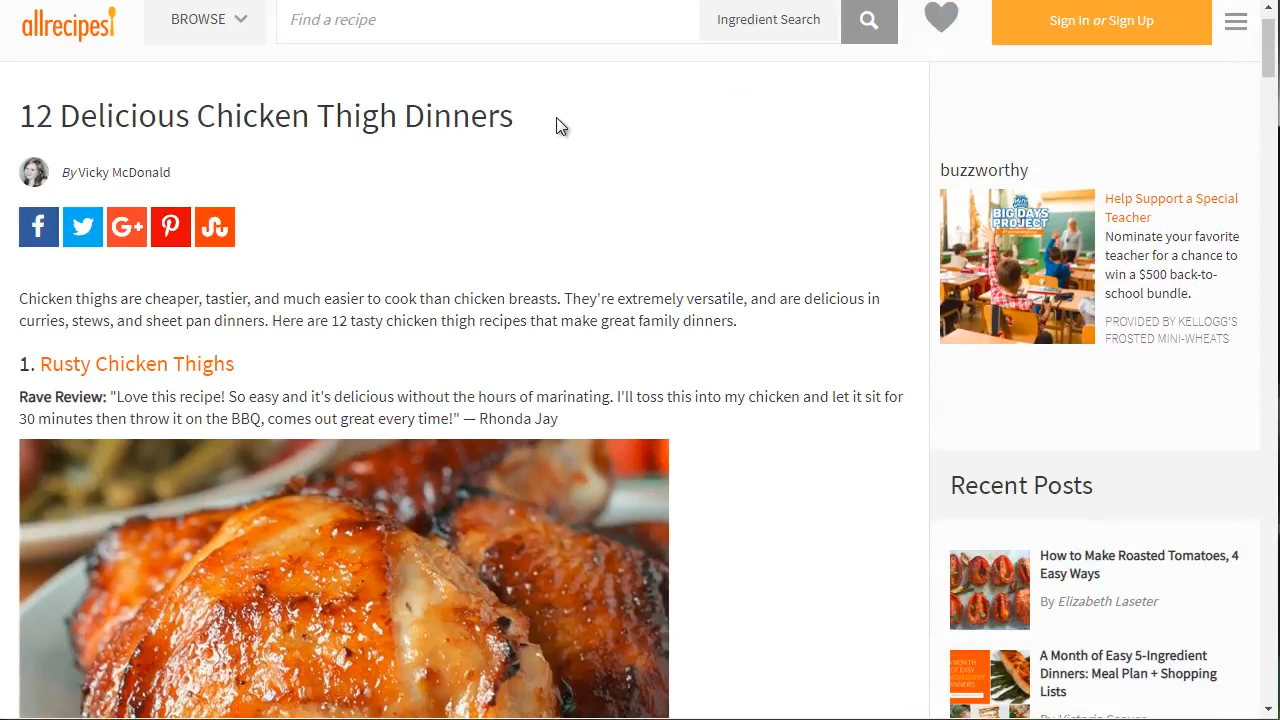 allrecipes!
BROWSE
Find a recipe
Ingredient Search
Sign In or Sign Up
12 Delicious Chicken Thigh Dinners
By Vicky McDonald
f
G+
Chicken thighs are cheaper, tastier, and much easier to cook than chicken breasts. They're extremely versatile, and are delicious in
curries, stews, and sheet pan dinners. Here are 12 tasty chicken thigh recipes that make great family dinners.
1. Rusty Chicken Thighs
Rave Review: "Love this recipe! So easy and it's delicious without the hours of marinating. I'll toss this into my chicken and let it sit for
30 minutes then throw it on the BBQ, comes out great every time!" — Rhonda Jay
buzzworthy
BIG DAYS
PROJECT
Help Support a Special
Teacher
Nominate your favorite
teacher for a chance to
win a $500 back-to-
school bundle.
PROVIDED BY KELLOGG'S
FROSTED MINI-WHEATS
Recent Posts
How to Make Roasted Tomatoes, 4
Easy Ways
By Elizabeth Laseter
A MONTH
OF EASY
DINNERS:
A Month of Easy 5-Ingredient
Dinners: Meal Plan + Shopping
Lists